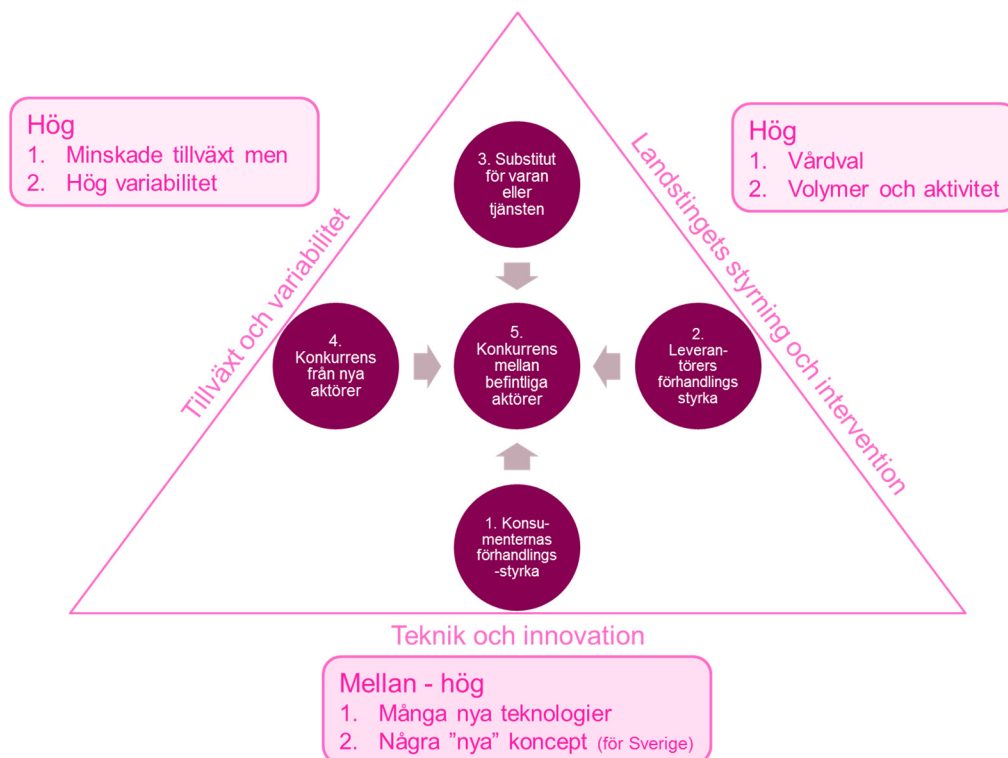 Hög
1. Minskade tillväxt men
2. Hög variabilitet
Hög
1. Vårdval
2. Volymer och aktivitet
Tillväxt och variabilitet
Landstingets styrning och intervention
3. Substitut
för varan
eller
tjänsten
4.
Konkurrens
från nya
aktörer
5.
Konkurrens
mellan
befintliga
aktörer
2.
Leveran-
törers
förhandlings
styrka
1. Konsu-
menternas
förhandlings
-styrka
Teknik och innovation
Mellan - hög
1. Många nya teknologier
2. Några ”nya” koncept (för Sverige)